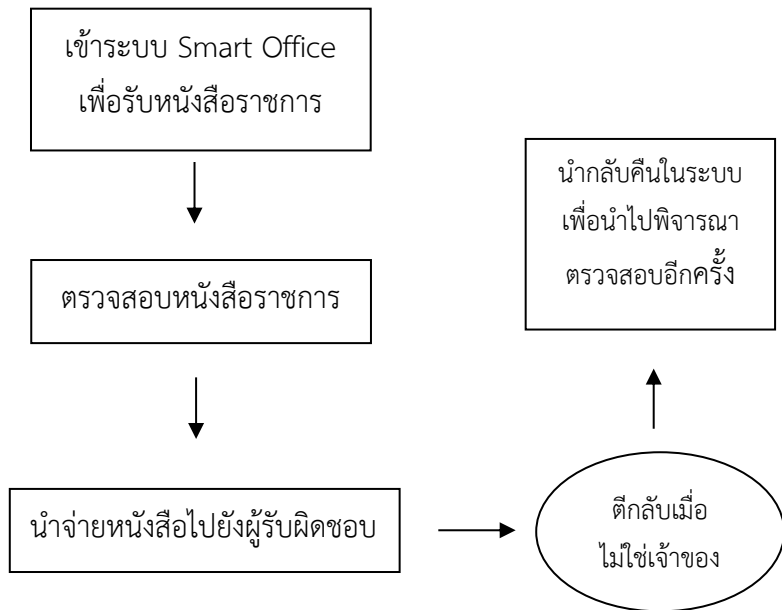 เข้าระบบ Smart Office
เพื่อรับหนังสือราชการ
ตรวจสอบหนังสือราชการ
นำจ่ายหนังสือไปยังผู้รับผิดชอบ
ตีกลับเมื่อ
ไม่ใช่เจ้าของ
นำกลับคืนในระบบ
เพื่อนำไปพิจารณา
ตรวจสอบอีกครั้ง